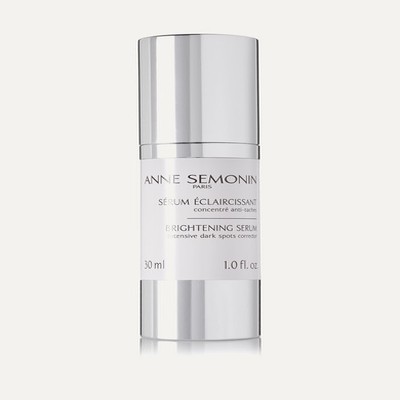 ANNE SEMONIN
PARIS
SÉRUM ÉCLAIRCISSANT
concentré anti-taches
BRIGHTENING SERUM
intensive dark spots corrector
30 ml 1.0 fl. oz